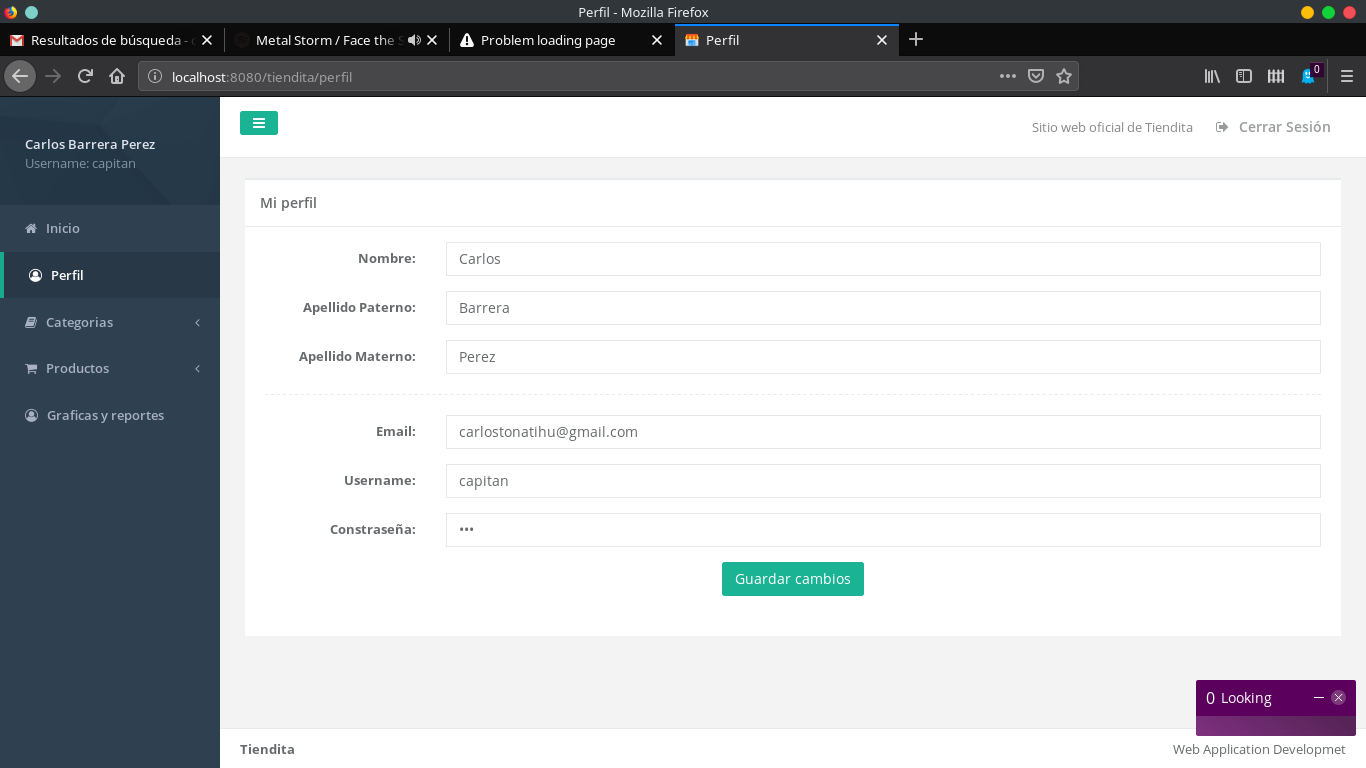 Perfil - Mozilla Firefox
Resultados de búsqueda - c
Metal Storm / Face the S
Problem loading page
Perfil
localhost:8080/tiendita/perfil
0
Carlos Barrera Perez
Username: capitan
Inicio
Perfil
Categorias
Productos
Graficas y reportes
Sitio web oficial de Tiendita
Cerrar Sesión
Mi perfil
Nombre:
Carlos
Apellido Paterno:
Barrera
Apellido Materno:
Perez
Email:
carlostonatihu@gmail.com
Username:
capitan
Constraseña:
•••
Guardar cambios
0 Looking
Tiendita
Web Application Developmet